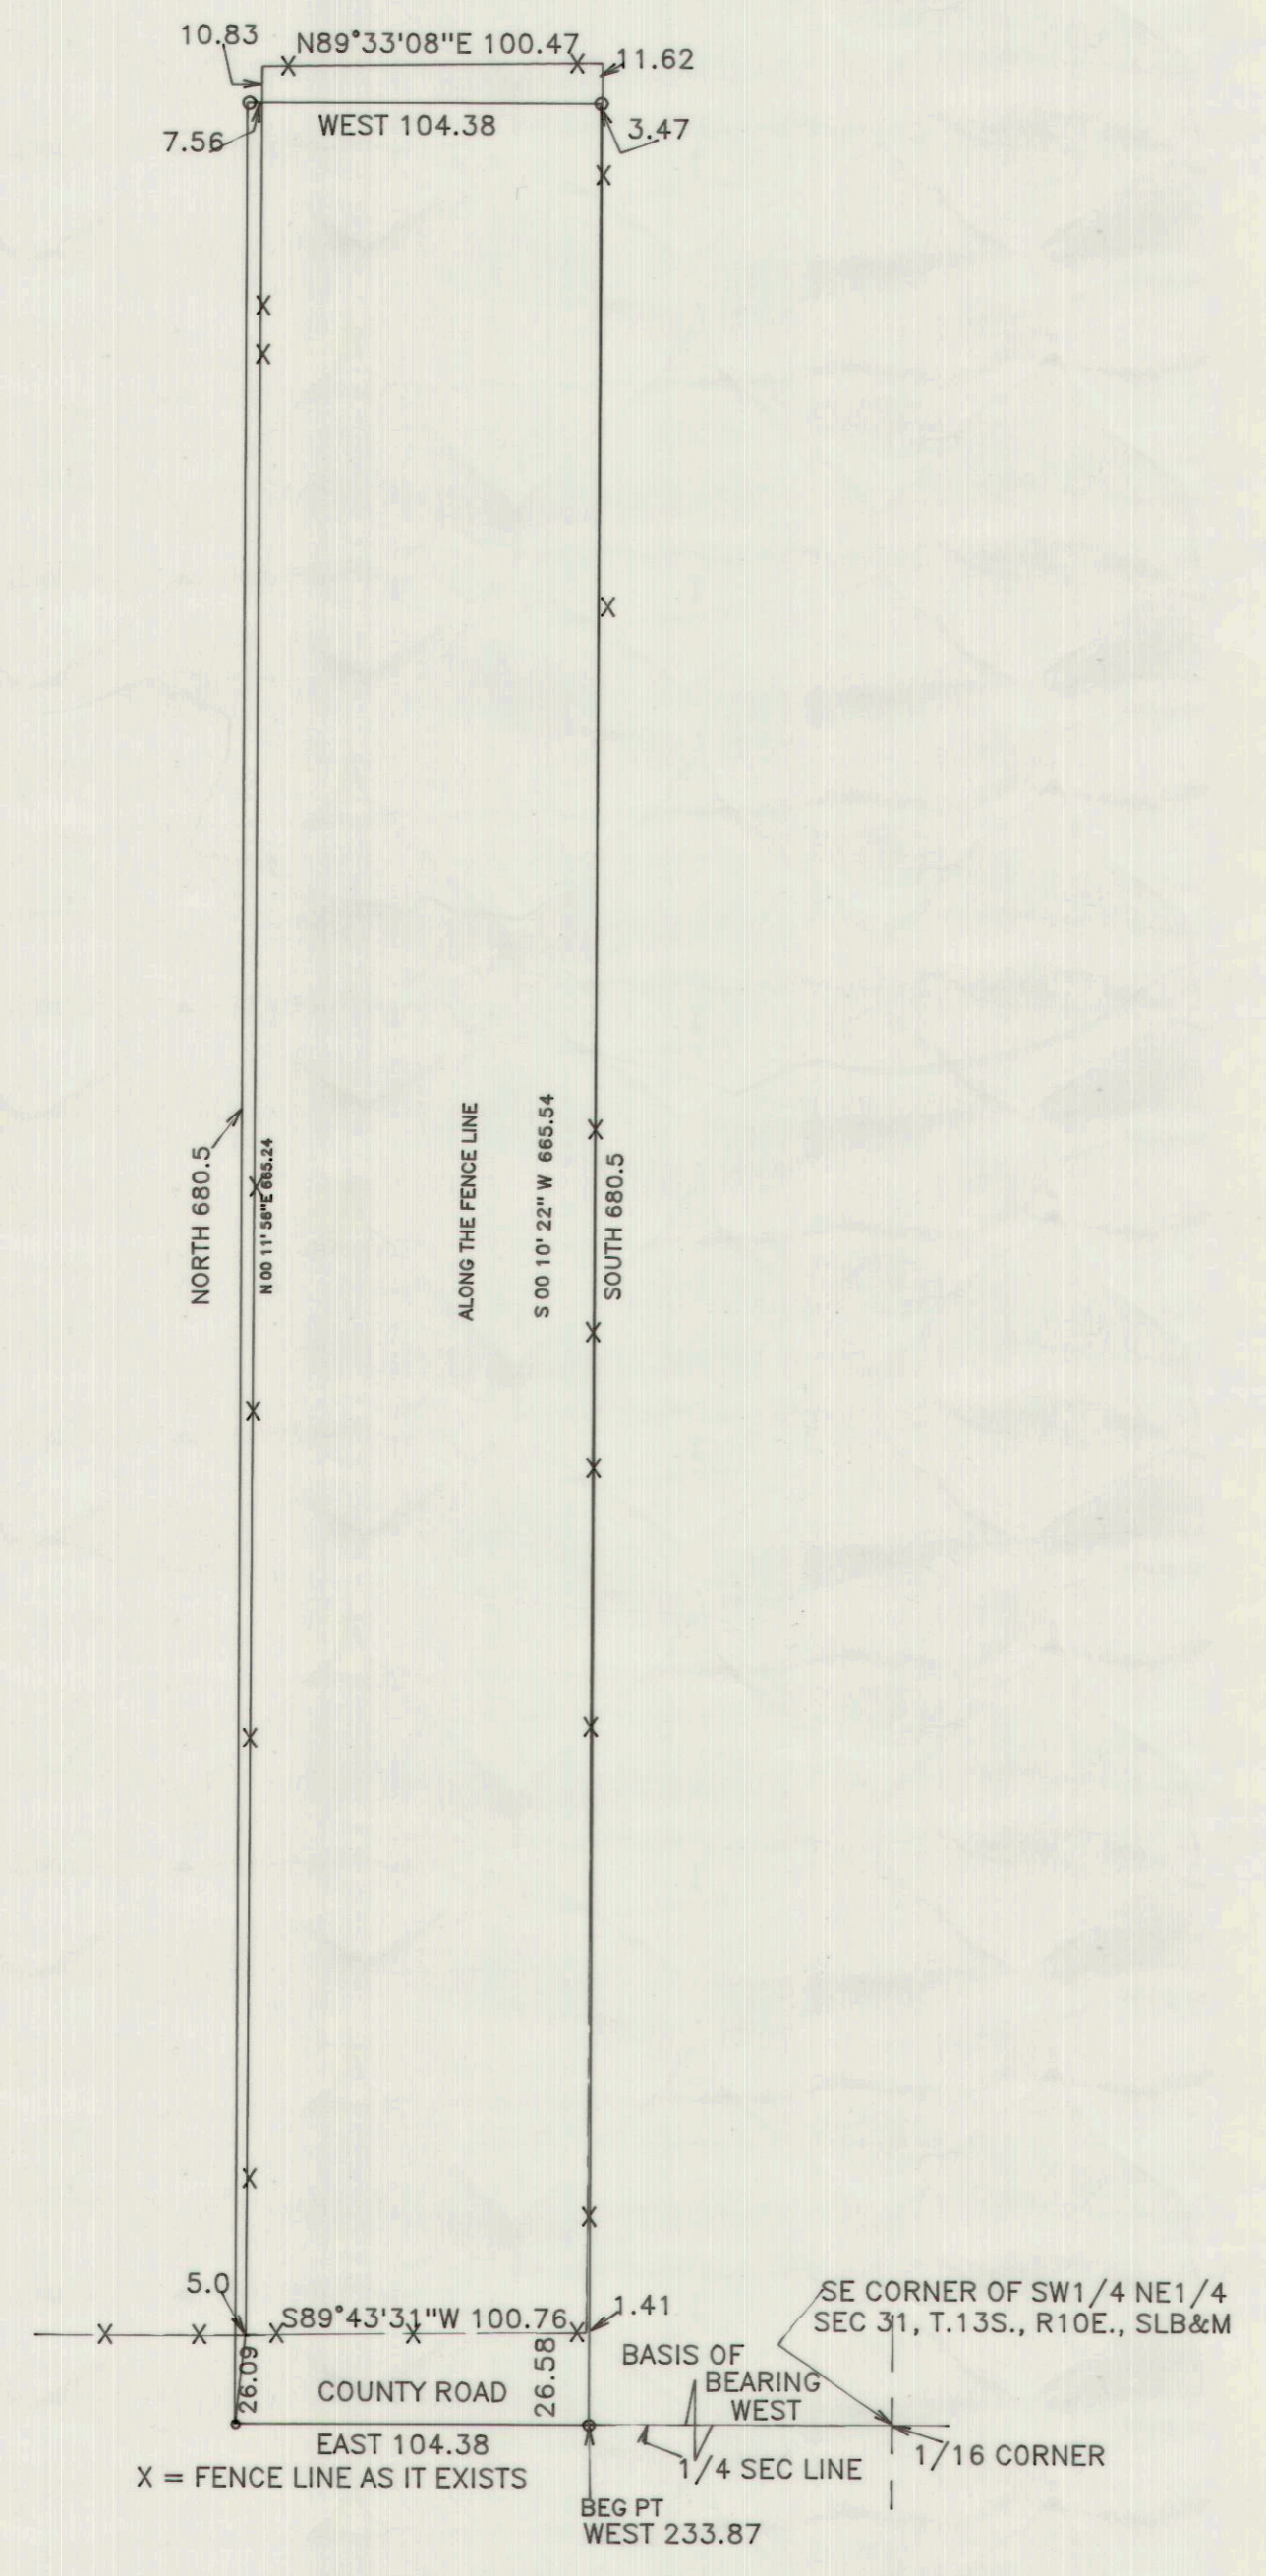 10.83
N89°33'08"E 100.47
11.62
WEST 104.38
3.47
7.56
NORTH 680.5
N 00 11' 56"E 665.24
ALONG THE FENCE LINE
S 00 10' 22" W 665.54
SOUTH 680.5
5.0
S89°43'31"W 100.76
1.41
SE CORNER OF SW1/4 NE1/4
SEC 31, T.13S., R10E., SLB&M
26.09
COUNTY ROAD
26.58
BASIS OF
BEARING
WEST
EAST 104.38
1/4 SEC LINE
1/16 CORNER
X = FENCE LINE AS IT EXISTS
BEG PT
WEST 233.87